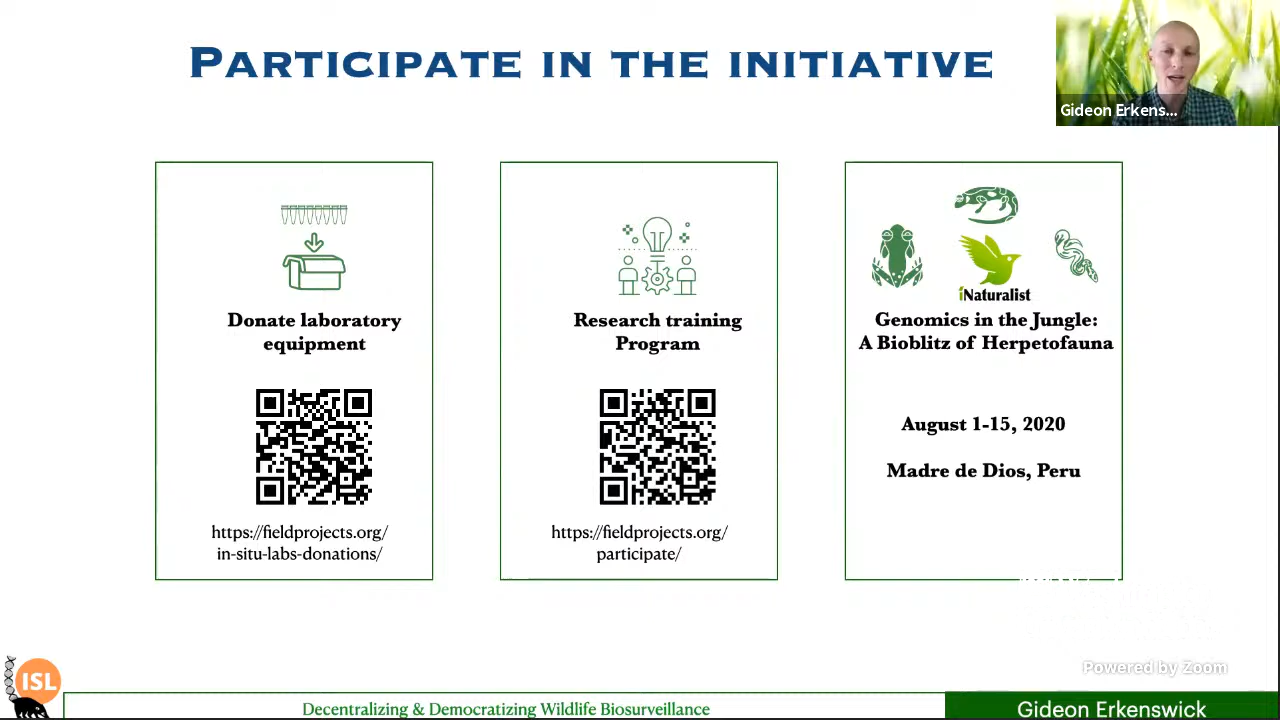 PARTICIPATE IN THE INITIATIVE
Gideon Erkens...
Donate laboratory
equipment
https://fieldprojects.org/
in-situ-labs-donations/
Research training
Program
https://fieldprojects.org/
participate/
iNaturalist
Genomics in the Jungle:
A Bioblitz of Herpetofauna
August 1-15, 2020
Madre de Dios, Peru
Powered by Zoom
ISL
Decentralizing & Democratizing Wildlife Biosurveillance
Gideon Erkenswick